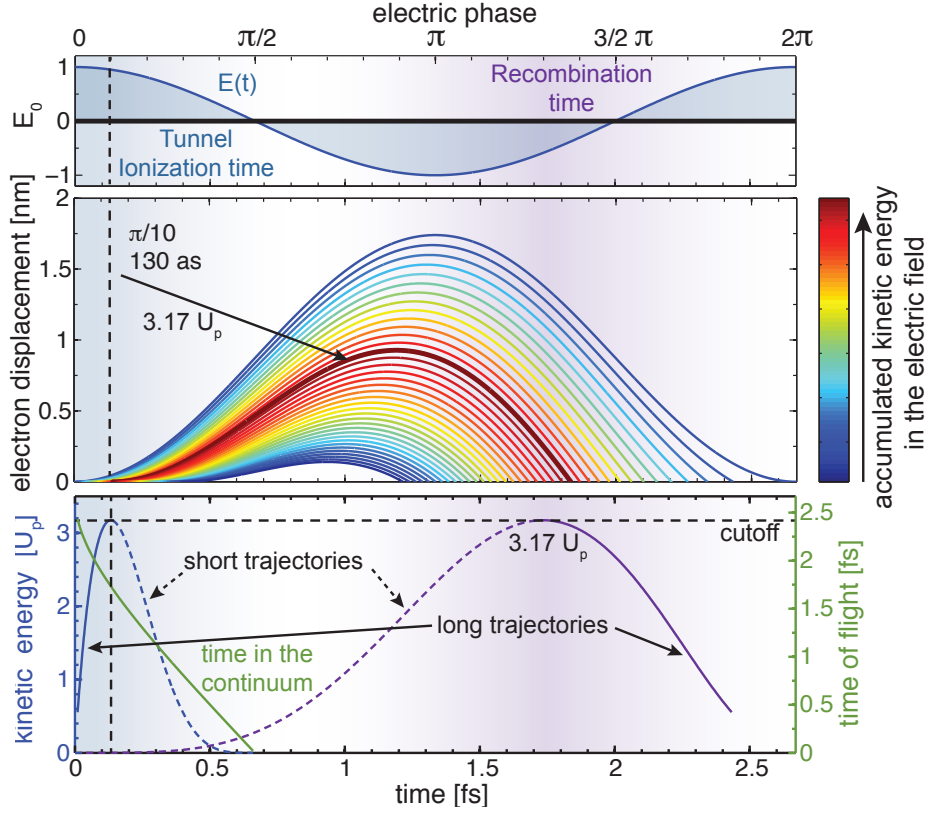 electric phase
0 π/2 π 3/2 π 2π
1
0
−1
E₀
E(t)
Recombination
time
Tunnel
Ionization time
2
1.5
1
0.5
0
electron displacement [nm]
π/10
130 as
3.17 Uₚ
accumulated kinetic energy
in the electric field
3
2
1
0
kinetic energy [Uₚ]
short trajectories
3.17 Uₚ
cutoff
long trajectories
time in the
continuum
2.5
2
1.5
1
0.5
0
time of flight [fs]
0 0.5 1 1.5 2 2.5
time [fs]